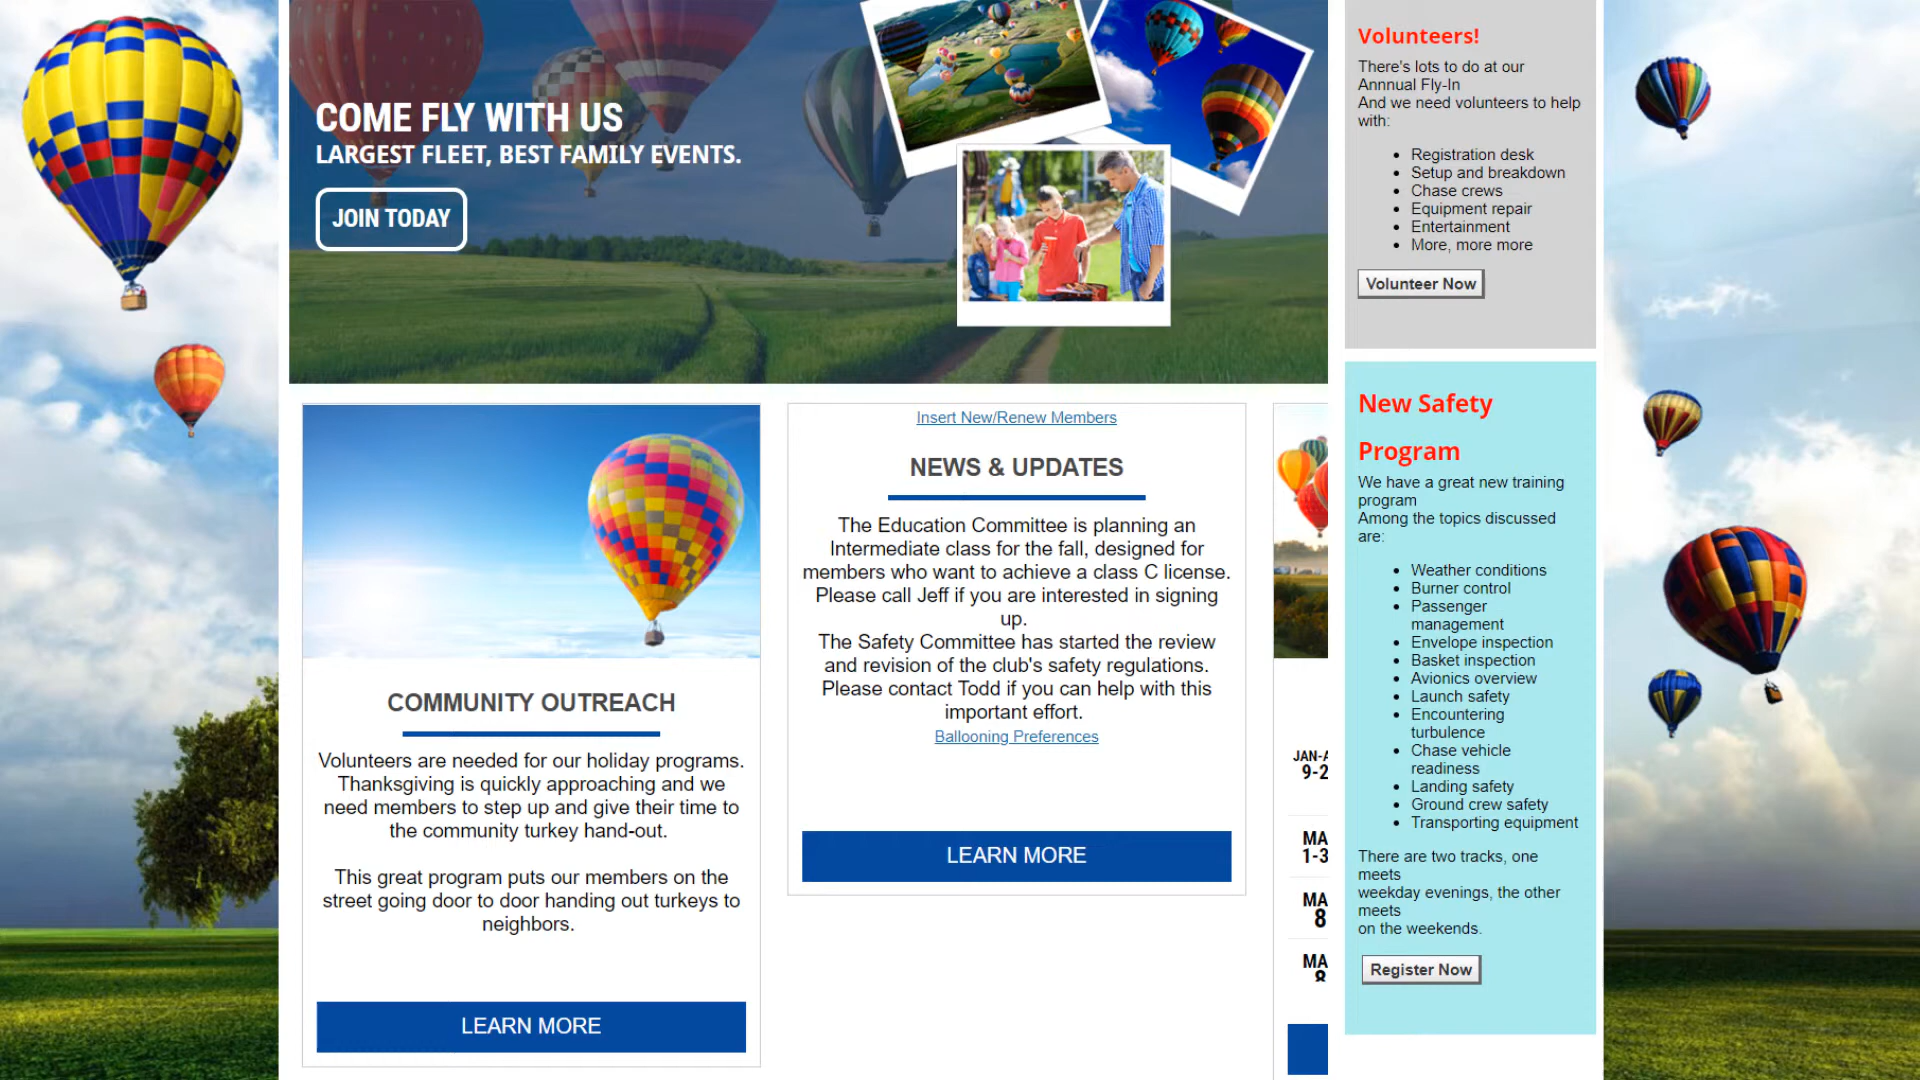 COME FLY WITH US
LARGEST FLEET, BEST FAMILY EVENTS.
JOIN TODAY
COMMUNITY OUTREACH
Volunteers are needed for our holiday programs.
Thanksgiving is quickly approaching and we
need members to step up and give their time to
the community turkey hand-out.
This great program puts our members on the
street going door to door handing out turkeys to
neighbors.
LEARN MORE
Insert New/Renew Members
NEWS & UPDATES
The Education Committee is planning an
Intermediate class for the fall, designed for
members who want to achieve a class C license.
Please call Jeff if you are interested in signing
up.
The Safety Committee has started the review
and revision of the club's safety regulations.
Please contact Todd if you can help with this
important effort.
Ballooning Preferences
LEARN MORE
JAN-A
9-2
MA
1-3
MA
8
MA
8
Volunteers!
There's lots to do at our
Annnual Fly-In
And we need volunteers to help
with:
• Registration desk
• Setup and breakdown
• Chase crews
• Equipment repair
• Entertainment
• More, more more
Volunteer Now
New Safety
Program
We have a great new training
program
Among the topics discussed
are:
• Weather conditions
• Burner control
• Passenger
management
• Envelope inspection
• Basket inspection
• Avionics overview
• Launch safety
• Encountering
turbulence
• Chase vehicle
readiness
• Landing safety
• Ground crew safety
• Transporting equipment
There are two tracks, one
meets
weekday evenings, the other
meets
on the weekends.
Register Now